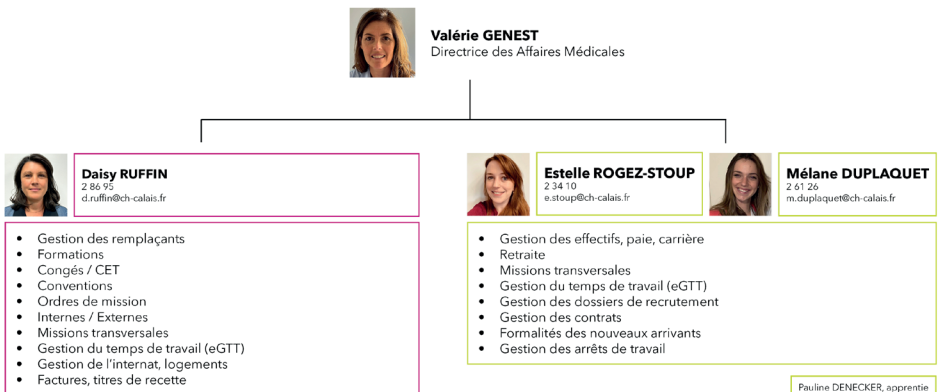 Valérie GENEST
Directrice des Affaires Médicales
Daisy RUFFIN
2 86 95
d.ruffin@ch-calais.fr
• Gestion des remplaçants
• Formations
• Congés / CET
• Conventions
• Ordres de mission
• Internes / Externes
• Missions transversales
• Gestion du temps de travail (eGTT)
• Gestion de l'internat, logements
• Factures, titres de recette
Estelle ROGEZ-STOUP
2 34 10
e.stoup@ch-calais.fr
Mélane DUPLAQUET
2 61 26
m.duplaquet@ch-calais.fr
• Gestion des effectifs, paie, carrière
• Retraite
• Missions transversales
• Gestion du temps de travail (eGTT)
• Gestion des dossiers de recrutement
• Gestion des contrats
• Formalités des nouveaux arrivants
• Gestion des arrêts de travail
Pauline DENECKER, apprentie